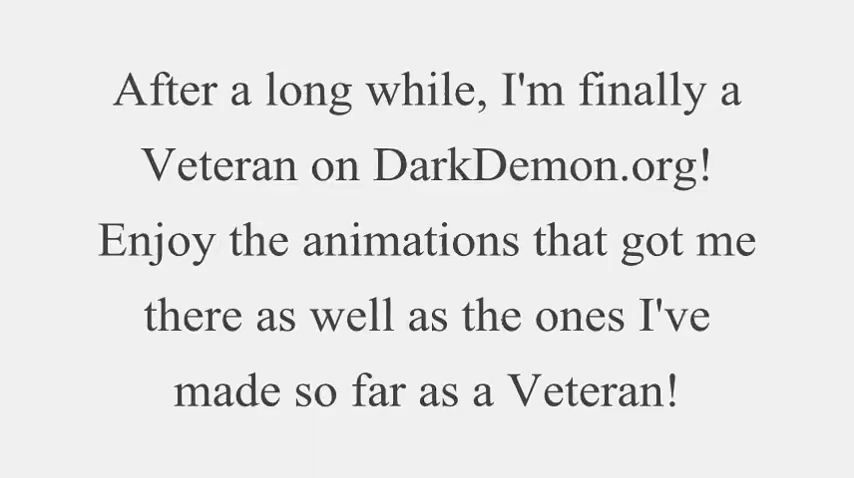 After a long while, I'm finally a
Veteran on DarkDemon.org!
Enjoy the animations that got me
there as well as the ones I've
made so far as a Veteran!